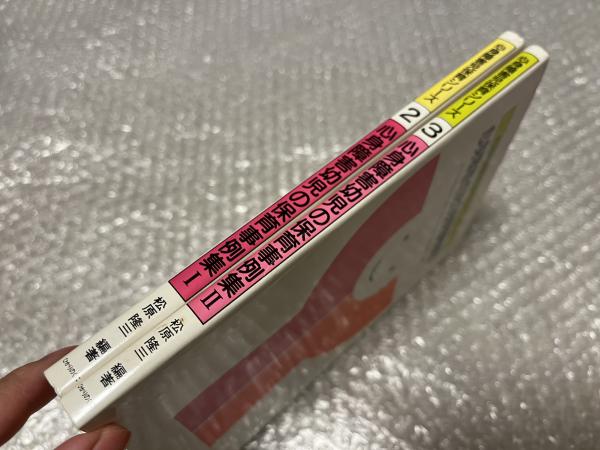 心身障害幼児保育シリーズ
2
心身障害幼児の保育事例集 I
松原隆三 編著
心身障害幼児保育シリーズ
3
心身障害幼児の保育事例集 II
松原隆三 編著